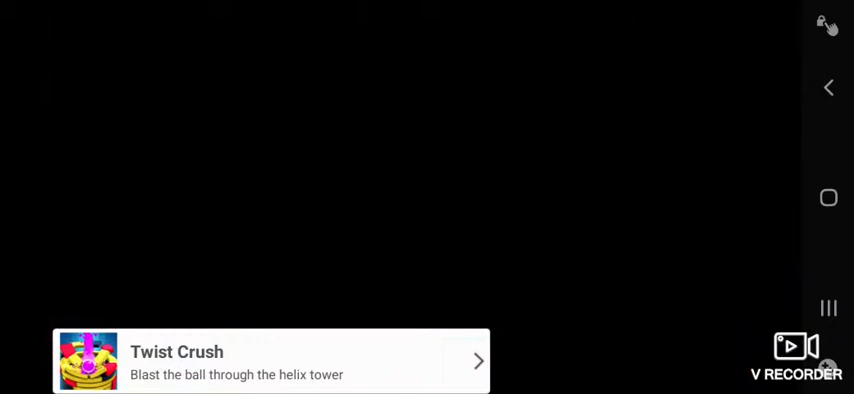 Twist Crush
Blast the ball through the helix tower
V RECORDER